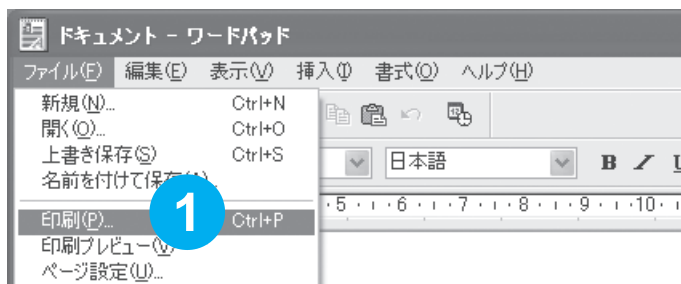 ドキュメント - ワードパッド
ファイル(F) 編集(E) 表示(V) 挿入(I) 書式(O) ヘルプ(H)
新規(N)... Ctrl+N
開く(O)... Ctrl+O
上書き保存(S) Ctrl+S
名前を付けて保存(A)...
日本語 B
印刷(P)... Ctrl+P
1
5 6 7 8 9 10
印刷プレビュー(V)
ページ設定(U)...